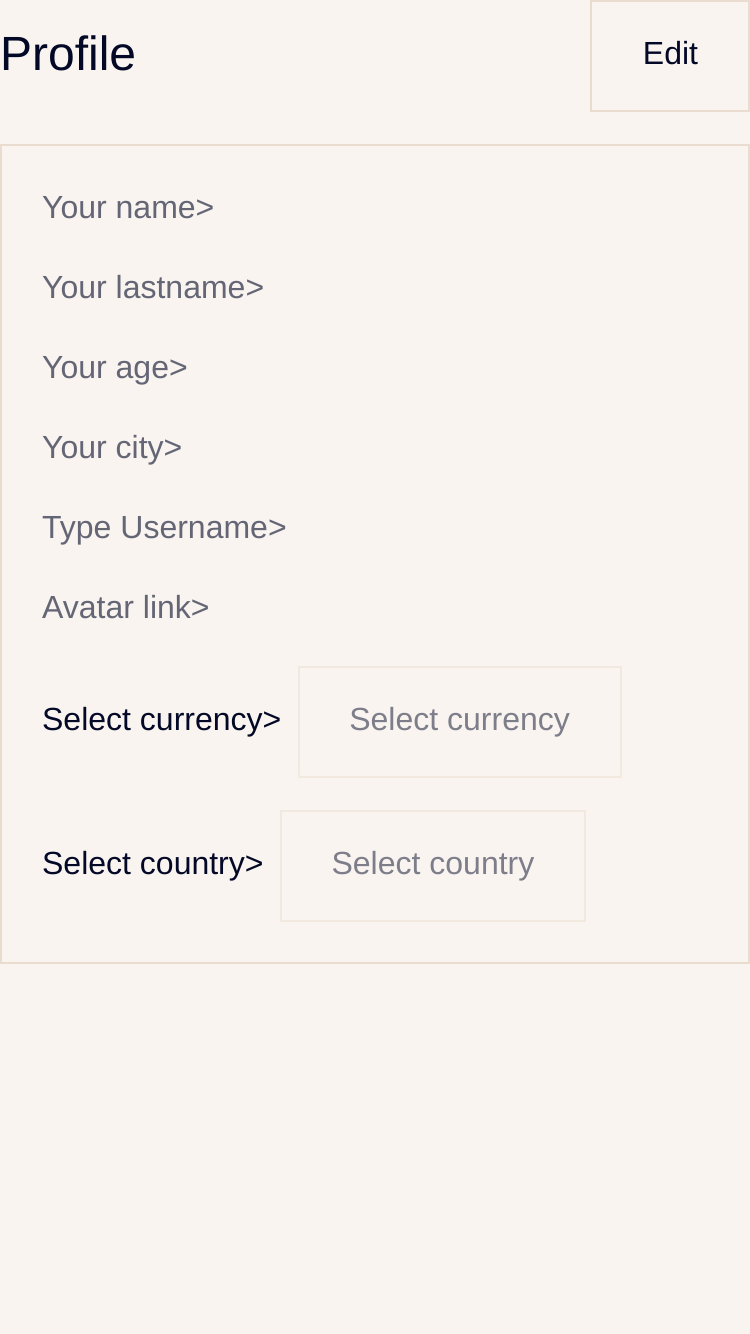 Profile
Edit
Your name>
Your lastname>
Your age>
Your city>
Type Username>
Avatar link>
Select currency> Select currency
Select country> Select country